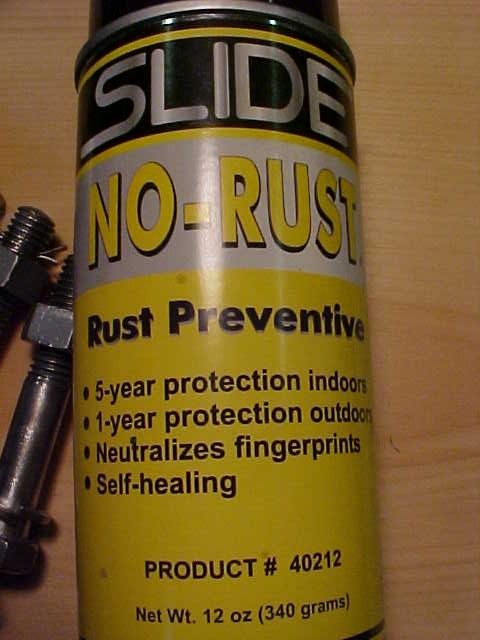 SLIDE
NO-RUST
Rust Preventive
• 5-year protection indoors
• 1-year protection outdoors
• Neutralizes fingerprints
• Self-healing
PRODUCT # 40212
Net Wt. 12 oz (340 grams)